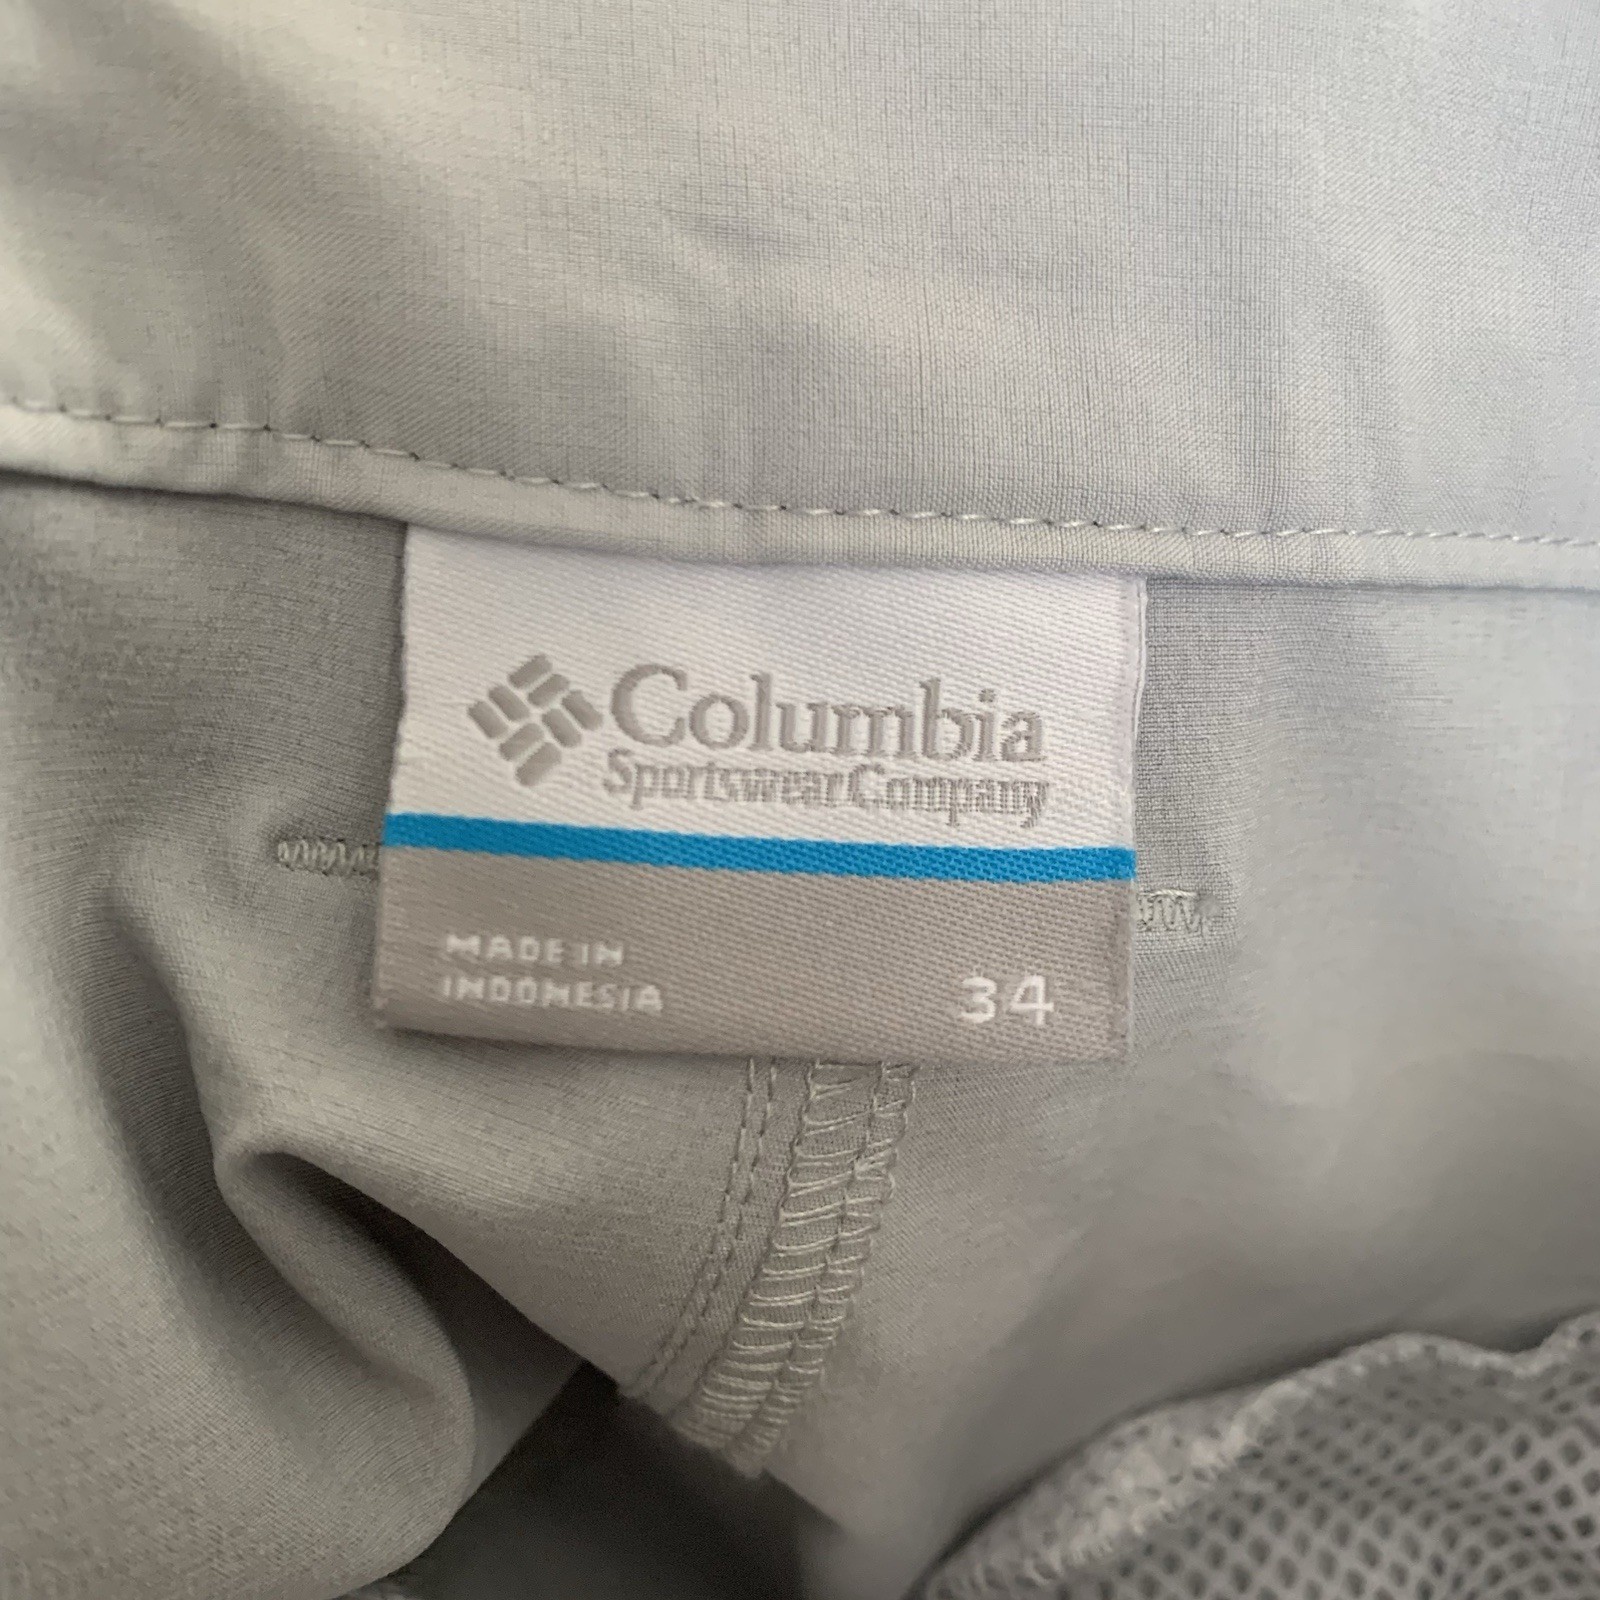 Columbia
Sportswear Company
MADE IN
INDONESIA
34